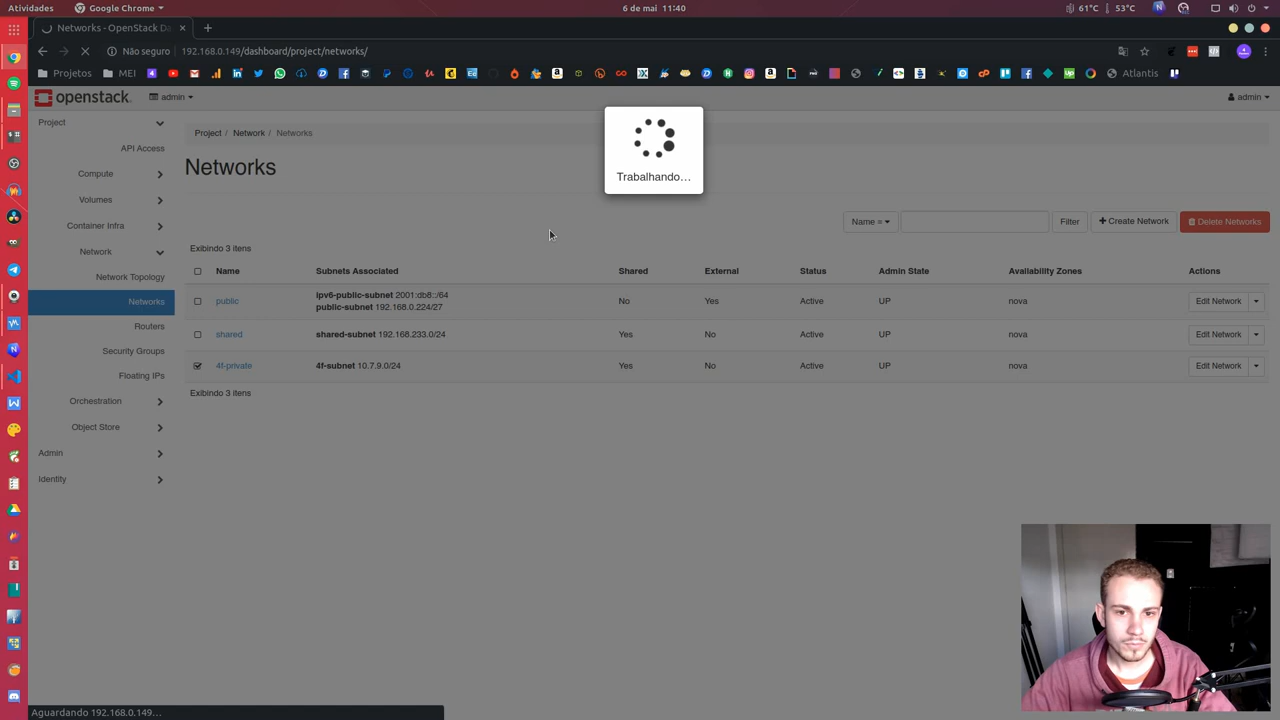 Atividades Google Chrome 6 de mai 11:40 61°C 53°C
Networks - OpenStack Da
Não seguro 192.168.0.149/dashboard/project/networks/
Projetos MEI Atlantis
openstack. admin admin
Project
API Access
Compute
Volumes
Container Infra
Network
Network Topology
Networks
Routers
Security Groups
Floating IPs
Orchestration
Object Store
Admin
Identity
Project / Network / Networks
Networks
Trabalhando…
Name = Filter Create Network Delete Networks
Exibindo 3 itens
Name Subnets Associated Shared External Status Admin State Availability Zones Actions
public ipv6-public-subnet 2001:db8::/64 No Yes Active UP nova Edit Network
public-subnet 192.168.0.224/27
shared shared-subnet 192.168.233.0/24 Yes No Active UP nova Edit Network
4f-private 4f-subnet 10.7.9.0/24 Yes No Active UP nova Edit Network
Exibindo 3 itens
Aguardando 192.168.0.149…